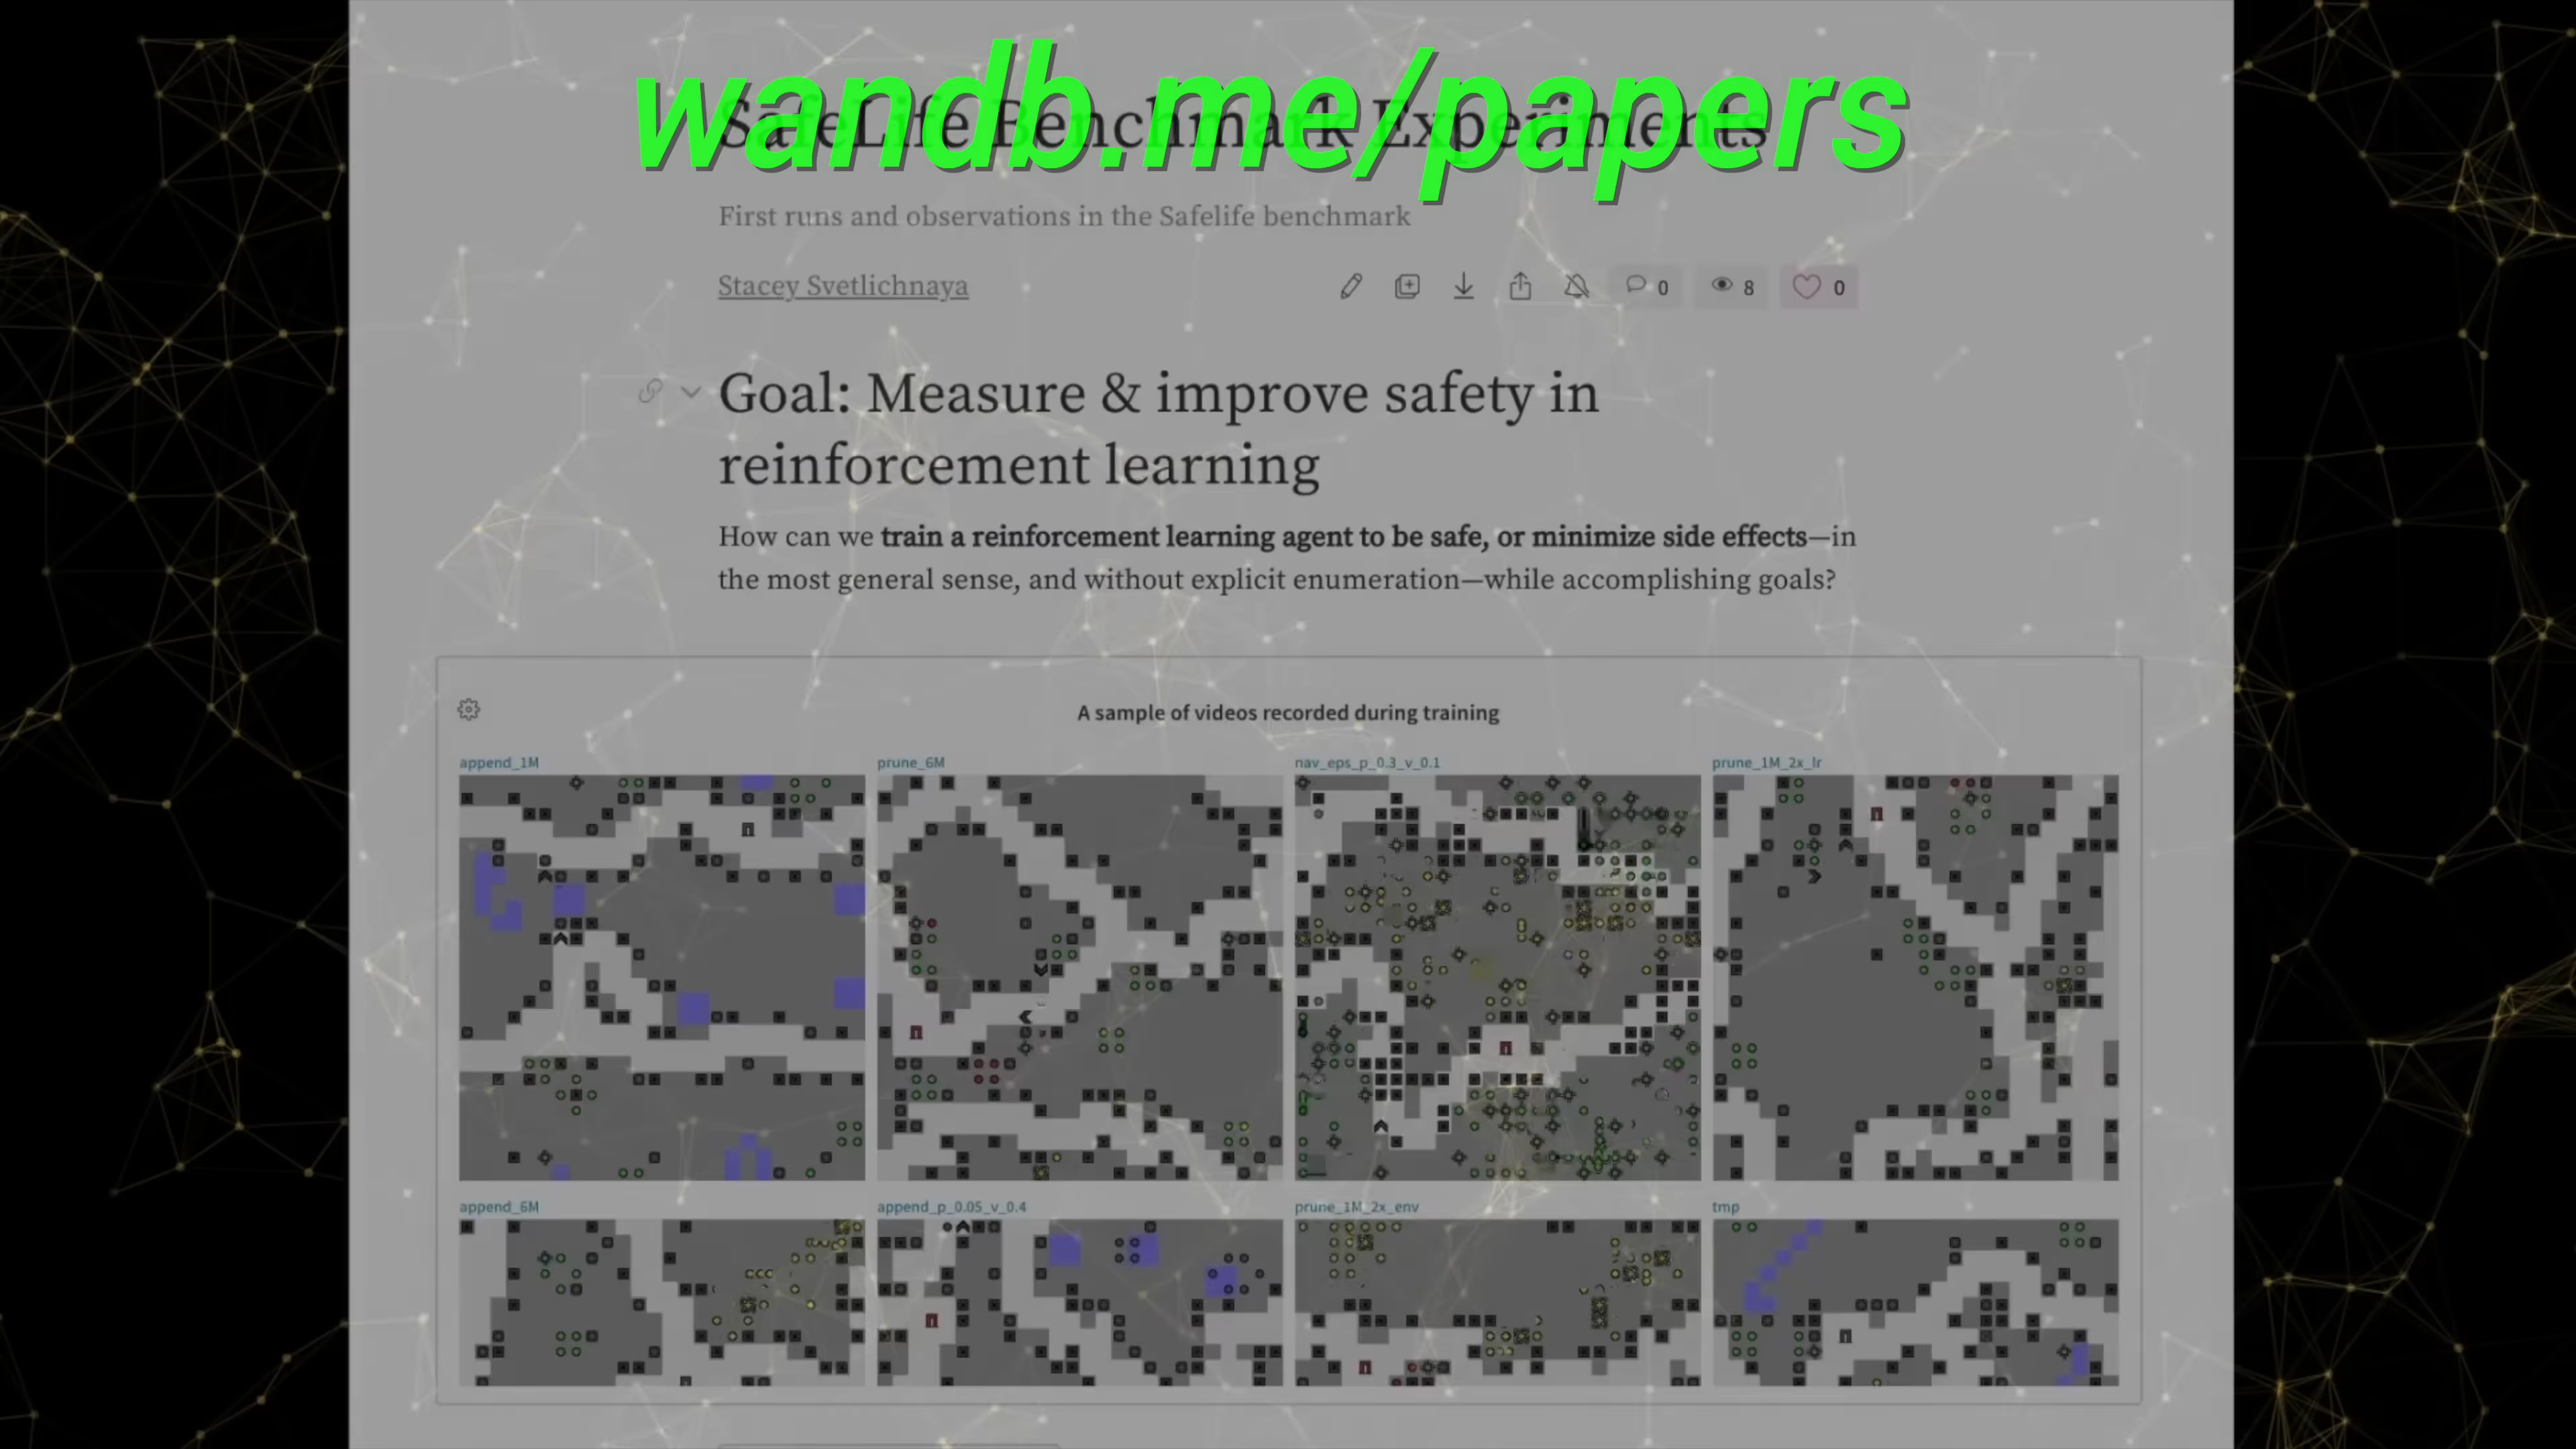 wandb.me/papers
SafeLife Benchmark Experiments
First runs and observations in the Safelife benchmark
Stacey Svetlichnaya
0
8
0
Goal: Measure & improve safety in
reinforcement learning
How can we train a reinforcement learning agent to be safe, or minimize side effects—in
the most general sense, and without explicit enumeration—while accomplishing goals?
A sample of videos recorded during training
append_1M
prune_6M
nav_eps_p_0.3_v_0.1
prune_1M_2x_lr
append_6M
append_p_0.05_v_0.4
prune_1M_2x_env
tmp